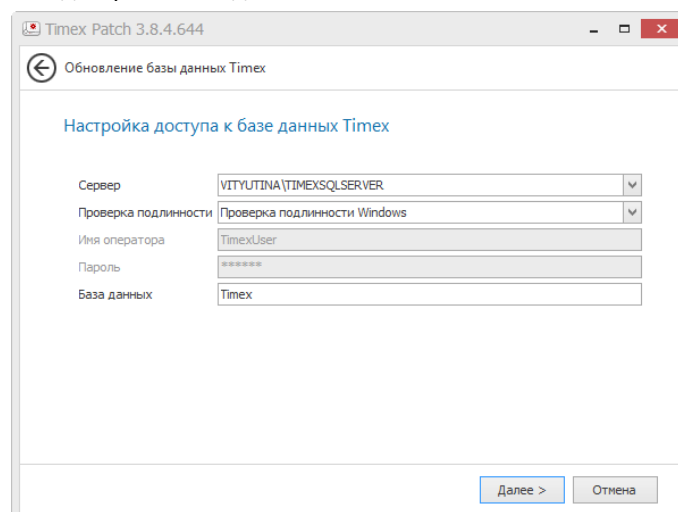 Timex Patch 3.8.4.644
Обновление базы данных Timex
Настройка доступа к базе данных Timex
Сервер VITYUTINA\TIMEXSQLSERVER
Проверка подлинности Проверка подлинности Windows
Имя оператора TimexUser
Пароль ******
База данных Timex
Далее > Отмена